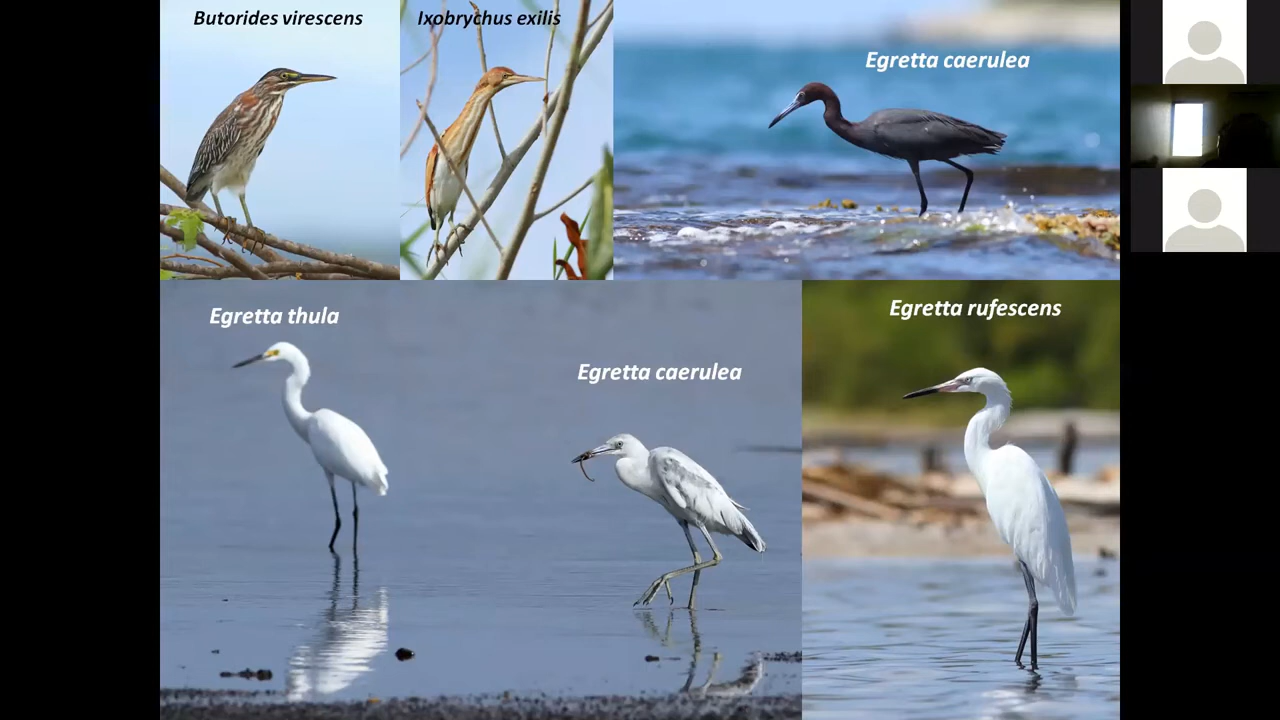 Butorides virescens
Ixobrychus exilis
Egretta caerulea
Egretta thula
Egretta caerulea
Egretta rufescens